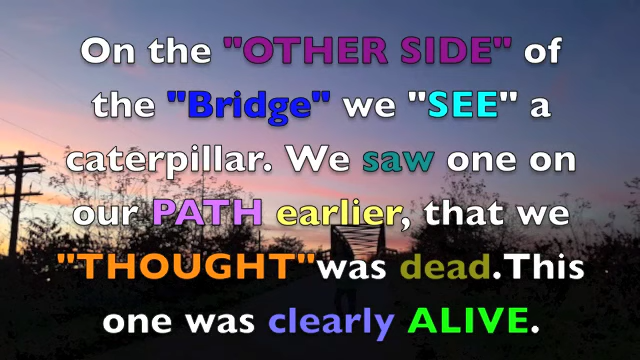 On the "OTHER SIDE" of
the "Bridge" we "SEE" a
caterpillar. We saw one on
our PATH earlier, that we
"THOUGHT"was dead.This
one was clearly ALIVE.